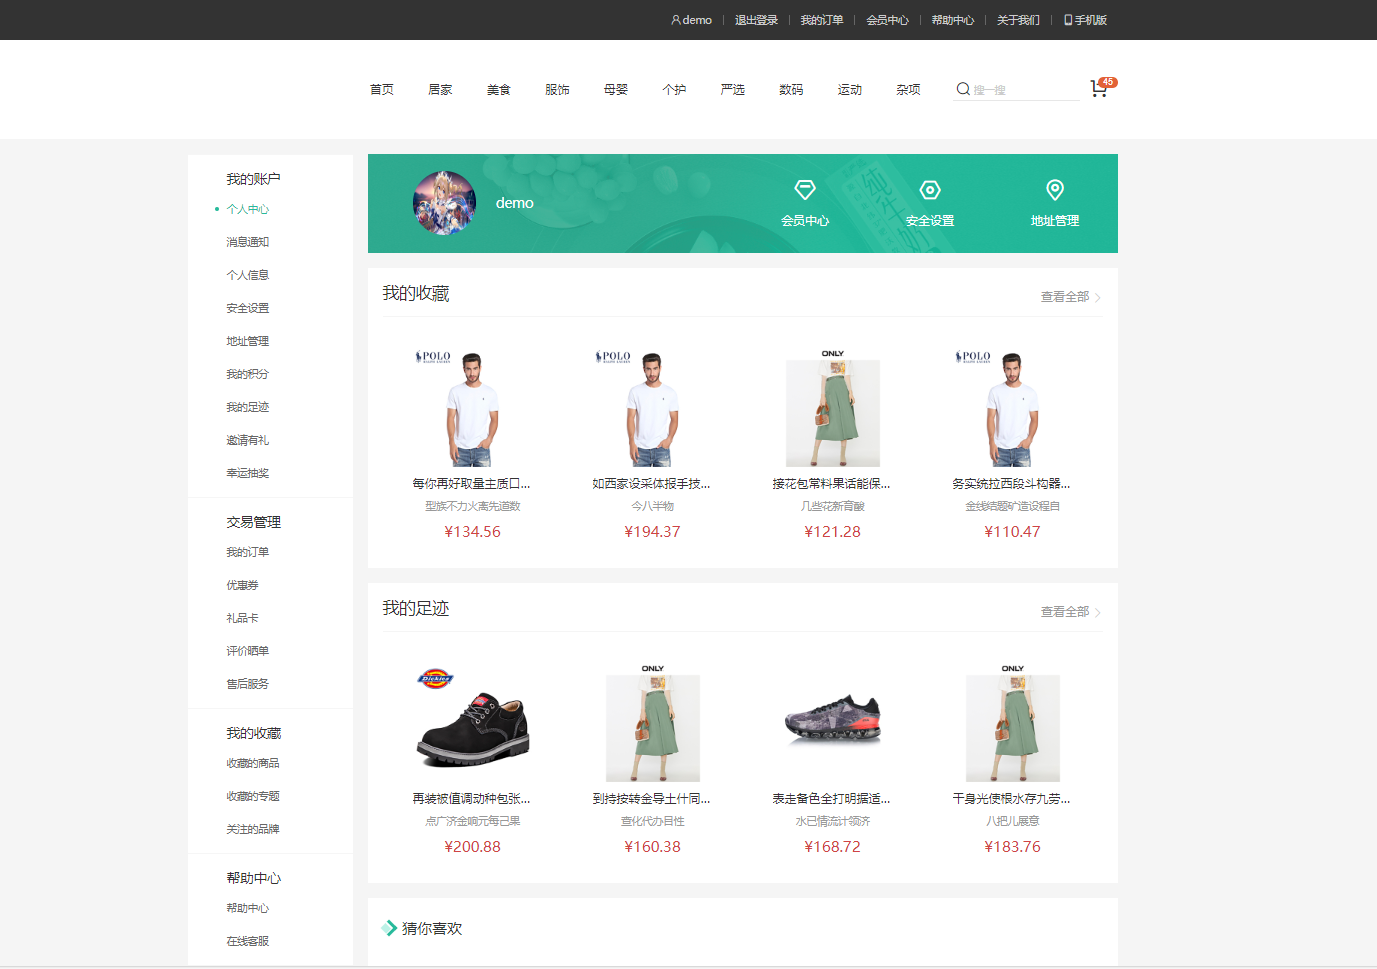 demo 退出登录 我的订单 会员中心 帮助中心 关于我们 手机版
首页 居家 美食 服饰 母婴 个护 严选 数码 运动 杂项 搜一搜 45
我的账户
个人中心
消息通知
个人信息
安全设置
地址管理
我的积分
我的足迹
邀请有礼
幸运抽奖
交易管理
我的订单
优惠券
礼品卡
评价晒单
售后服务
我的收藏
收藏的商品
收藏的专题
关注的品牌
帮助中心
帮助中心
在线客服
demo
会员中心 安全设置 地址管理
纯牛奶
我的收藏 查看全部
POLO POLO ONLY POLO
每你再好取量主质口... 如西家设采体报手技... 接花包常料果话能保... 务实统拉西段斗构器...
型族不力火离先道数 今八半物 几些花新育酸 金线结题矿造设程自
¥134.56 ¥194.37 ¥121.28 ¥110.47
我的足迹 查看全部
Dickies ONLY ONLY
再装被值调动种包张... 到持按转金导土什同... 表走备色全打明据适... 干身光使根水存九劳...
点广济金响元每己果 查化代办目性 水已情流计领济 八把儿展意
¥200.88 ¥160.38 ¥168.72 ¥183.76
猜你喜欢